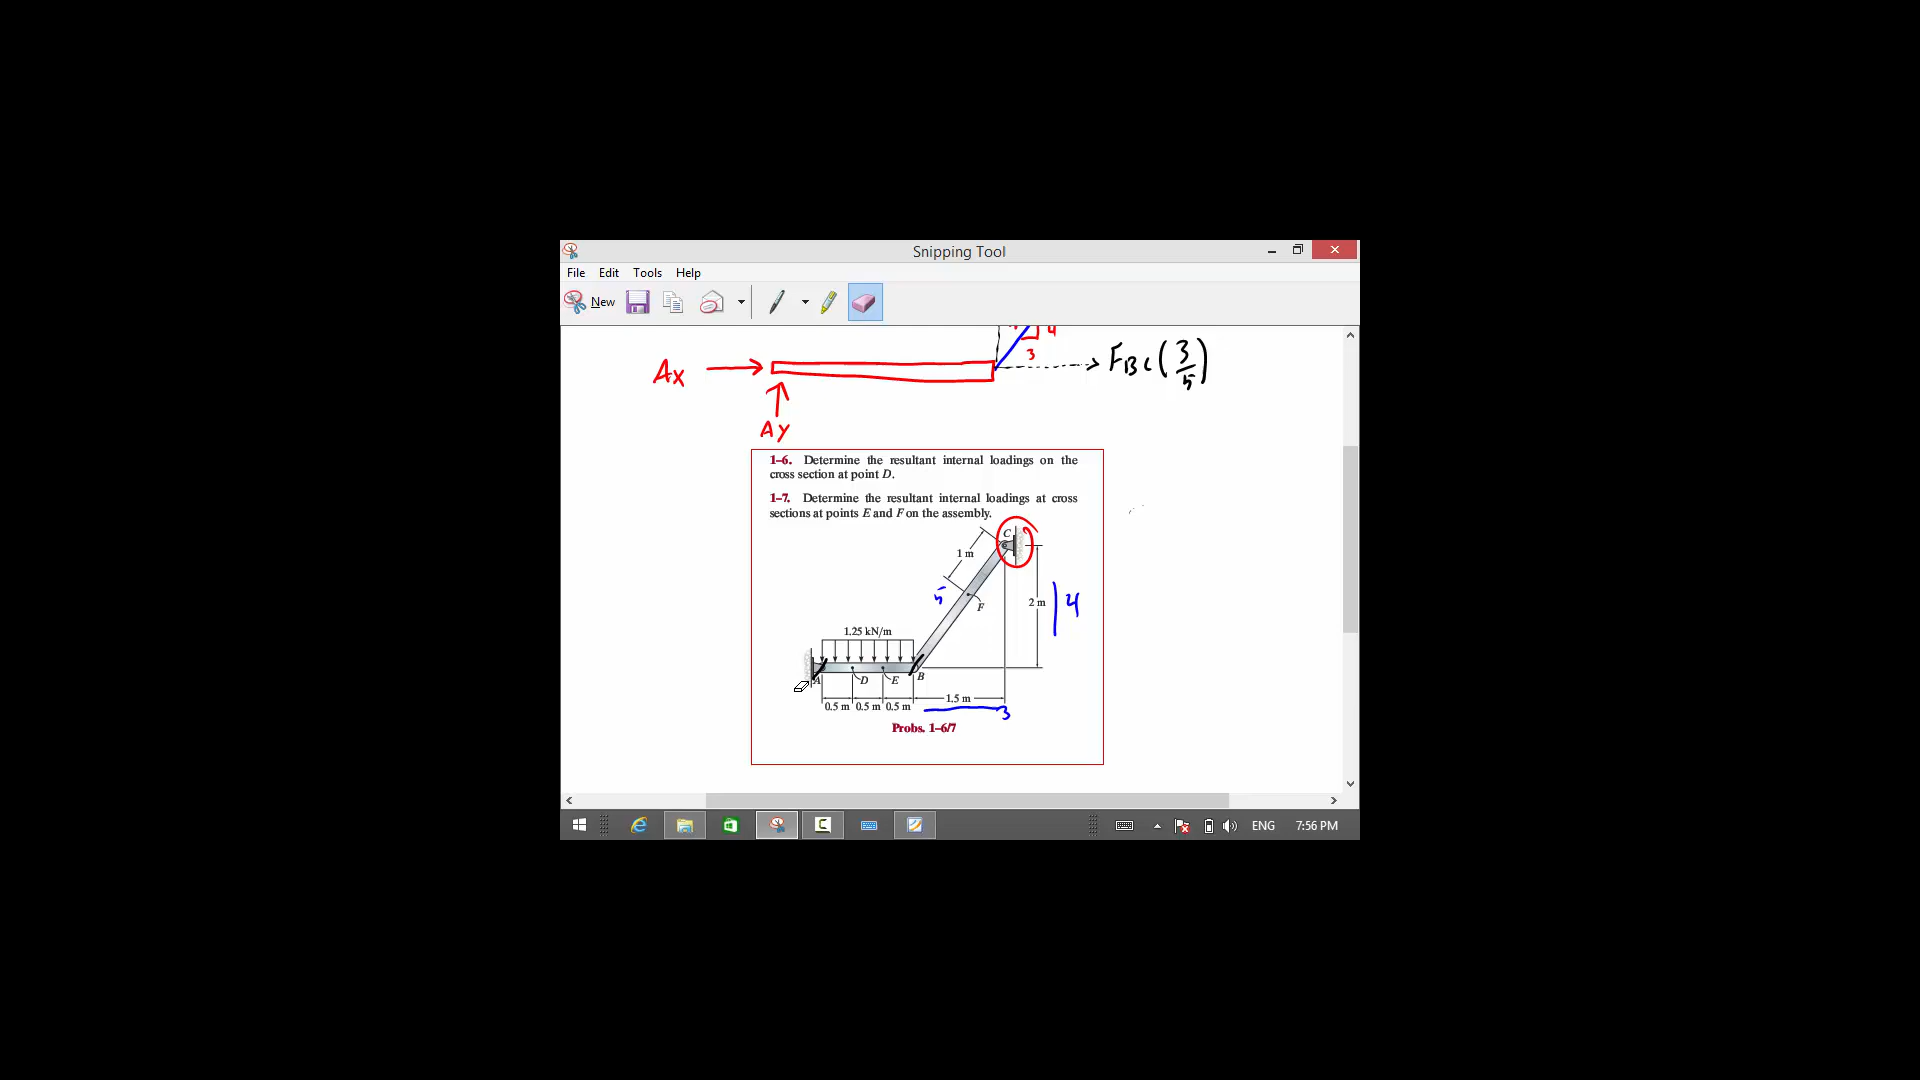 Snipping Tool
File Edit Tools Help
New
4
3
Ax
FBC(3/5)
Ay
1–6. Determine the resultant internal loadings on the
cross section at point D.
1–7. Determine the resultant internal loadings at cross
sections at points E and F on the assembly.
C
1 m
5
F
2 m
4
1.25 kN/m
A
D
E
B
1.5 m
0.5 m 0.5 m 0.5 m
3
Probs. 1–6/7
ENG
7:56 PM